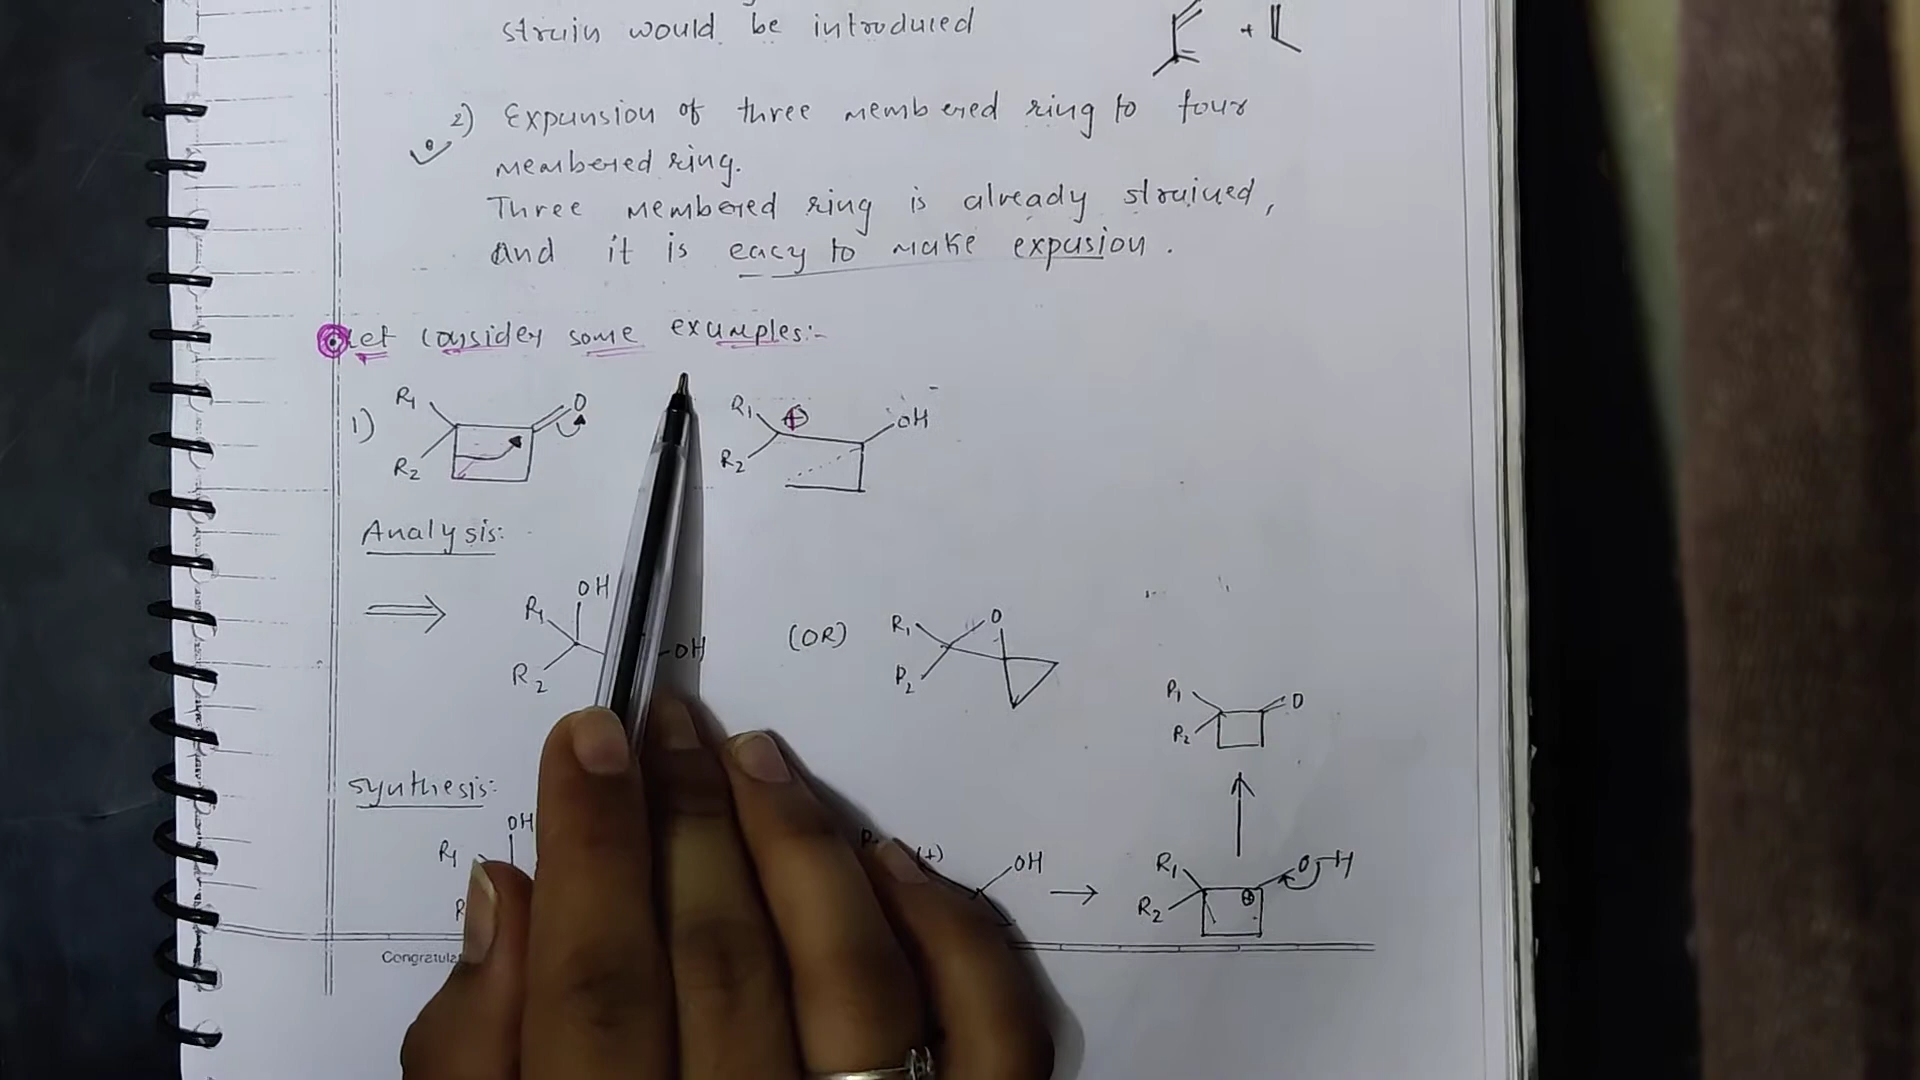 strain would be introduced
+
2) Expansion of three membered ring to four
membered ring.
Three membered ring is already strained,
and it is eacy to make expusion.
Let consider some examples:-
1) R1 R2 O
R1 R2 + OH
Analysis:
R1 R2 OH OH (OR) R1 R2 O
R1 R2 O
Synthesis:
R1 OH (+) OH R1 R2 + O H
Congratula